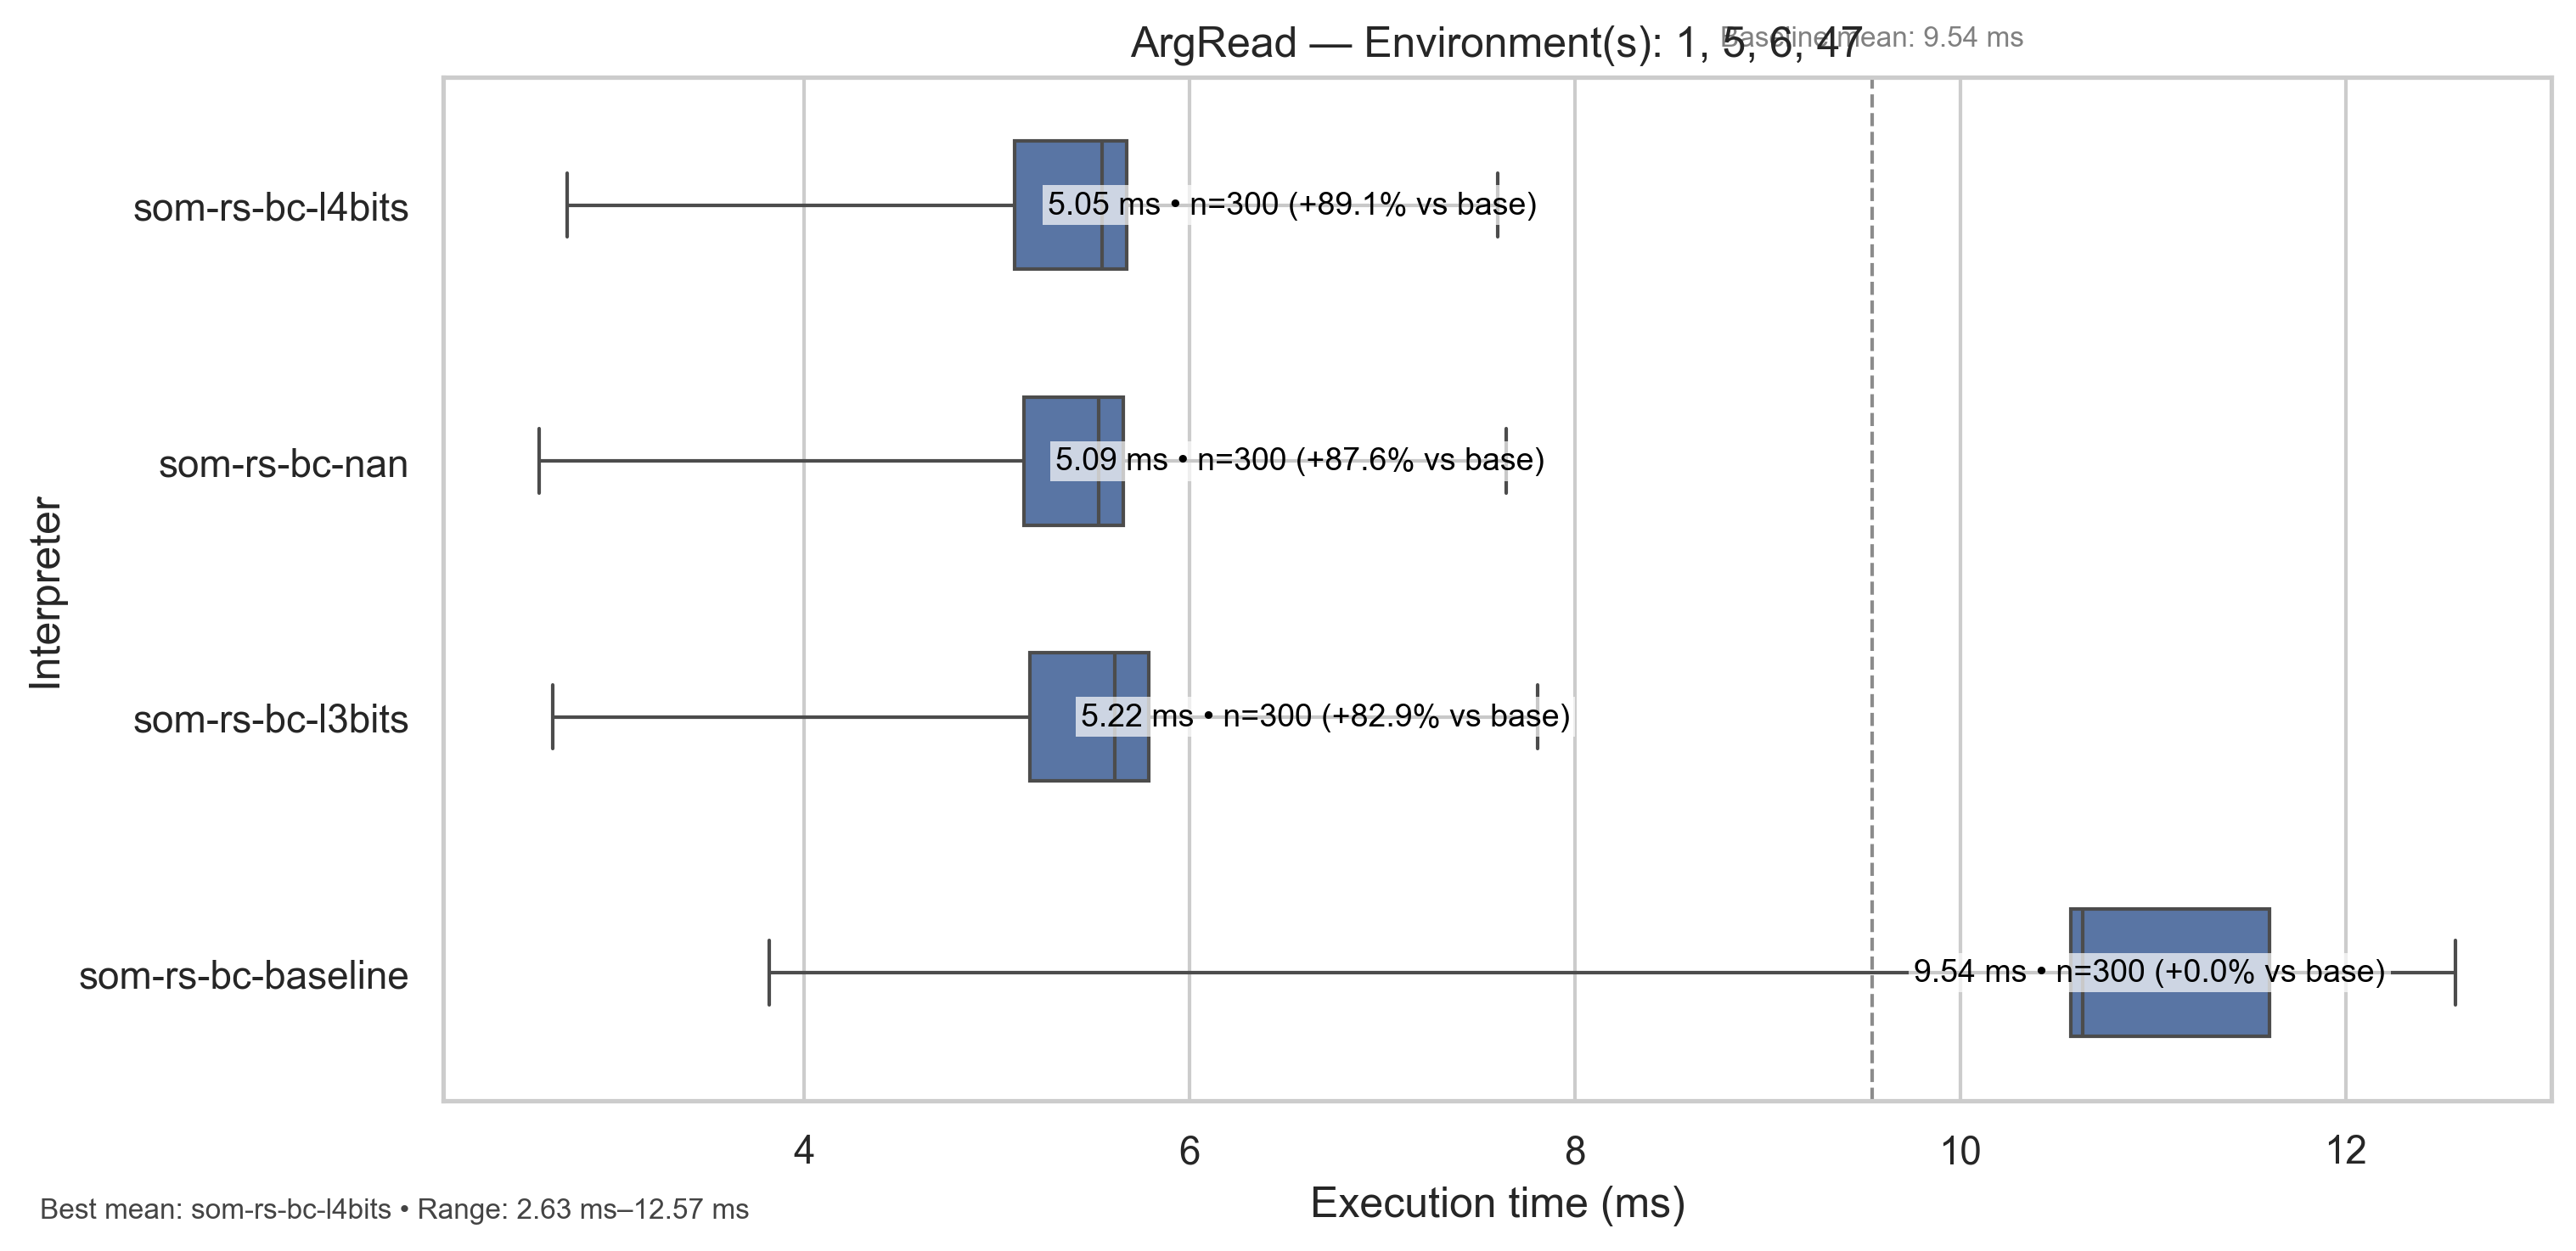 ArgRead — Environment(s): 1, 5, 6, 47
Baseline mean: 9.54 ms
Interpreter
som-rs-bc-l4bits
5.05 ms • n=300 (+89.1% vs base)
som-rs-bc-nan
5.09 ms • n=300 (+87.6% vs base)
som-rs-bc-l3bits
5.22 ms • n=300 (+82.9% vs base)
som-rs-bc-baseline
9.54 ms • n=300 (+0.0% vs base)
4 6 8 10 12
Execution time (ms)
Best mean: som-rs-bc-l4bits • Range: 2.63 ms–12.57 ms